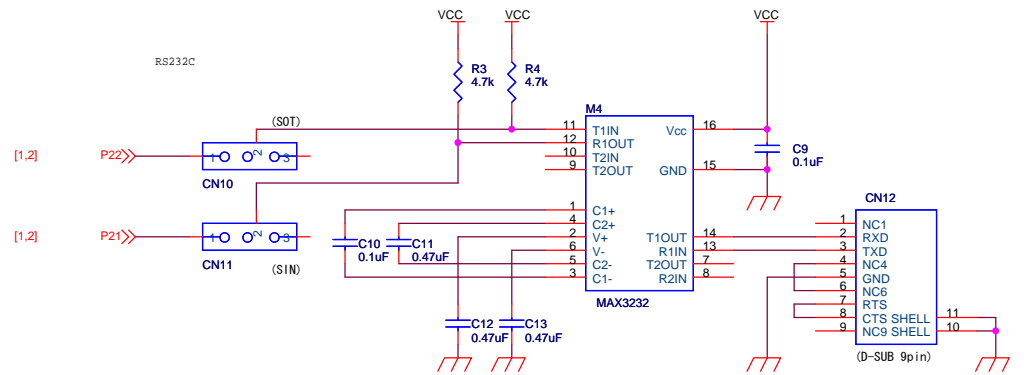 VCC
VCC
VCC
RS232C
R3
4.7k
R4
4.7k
M4
(SOT)
11
T1IN
Vcc
16
12
R1OUT
10
T2IN
9
T2OUT
GND
15
C9
0.1uF
[1,2]
P22
1
2
3
CN10
[1,2]
P21
1
2
3
CN11
(SIN)
1
C1+
4
C2+
2
V+
T1OUT
14
6
V-
R1IN
13
5
C2-
T2OUT
7
3
C1-
R2IN
8
MAX3232
C10
0.1uF
C11
0.47uF
C12
0.47uF
C13
0.47uF
CN12
1
NC1
2
RXD
3
TXD
4
NC4
5
GND
6
NC6
7
RTS
8
CTS SHELL
11
9
NC9 SHELL
10
(D-SUB 9pin)